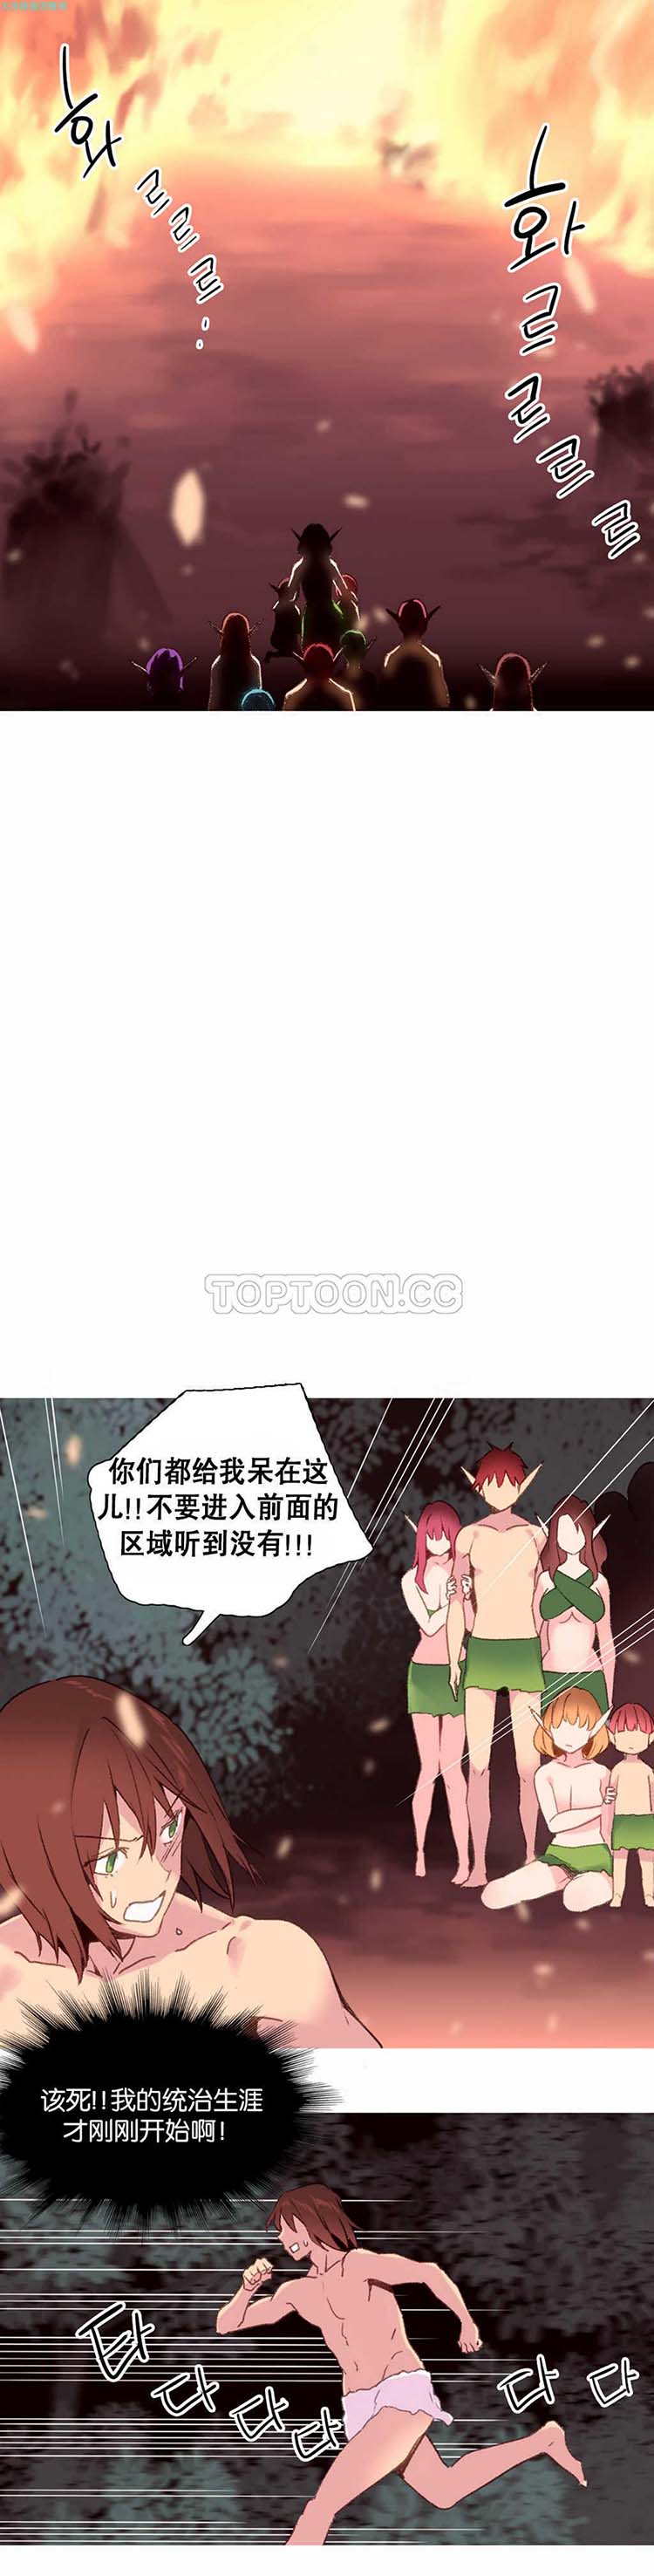 화
르르르..
화르르르르
TOPTOON.CC
你们都给我呆在这
儿!!不要进入前面的
区域听到没有!!!
该死!!我的统治生涯
才刚刚开始啊!
타다다다
다다